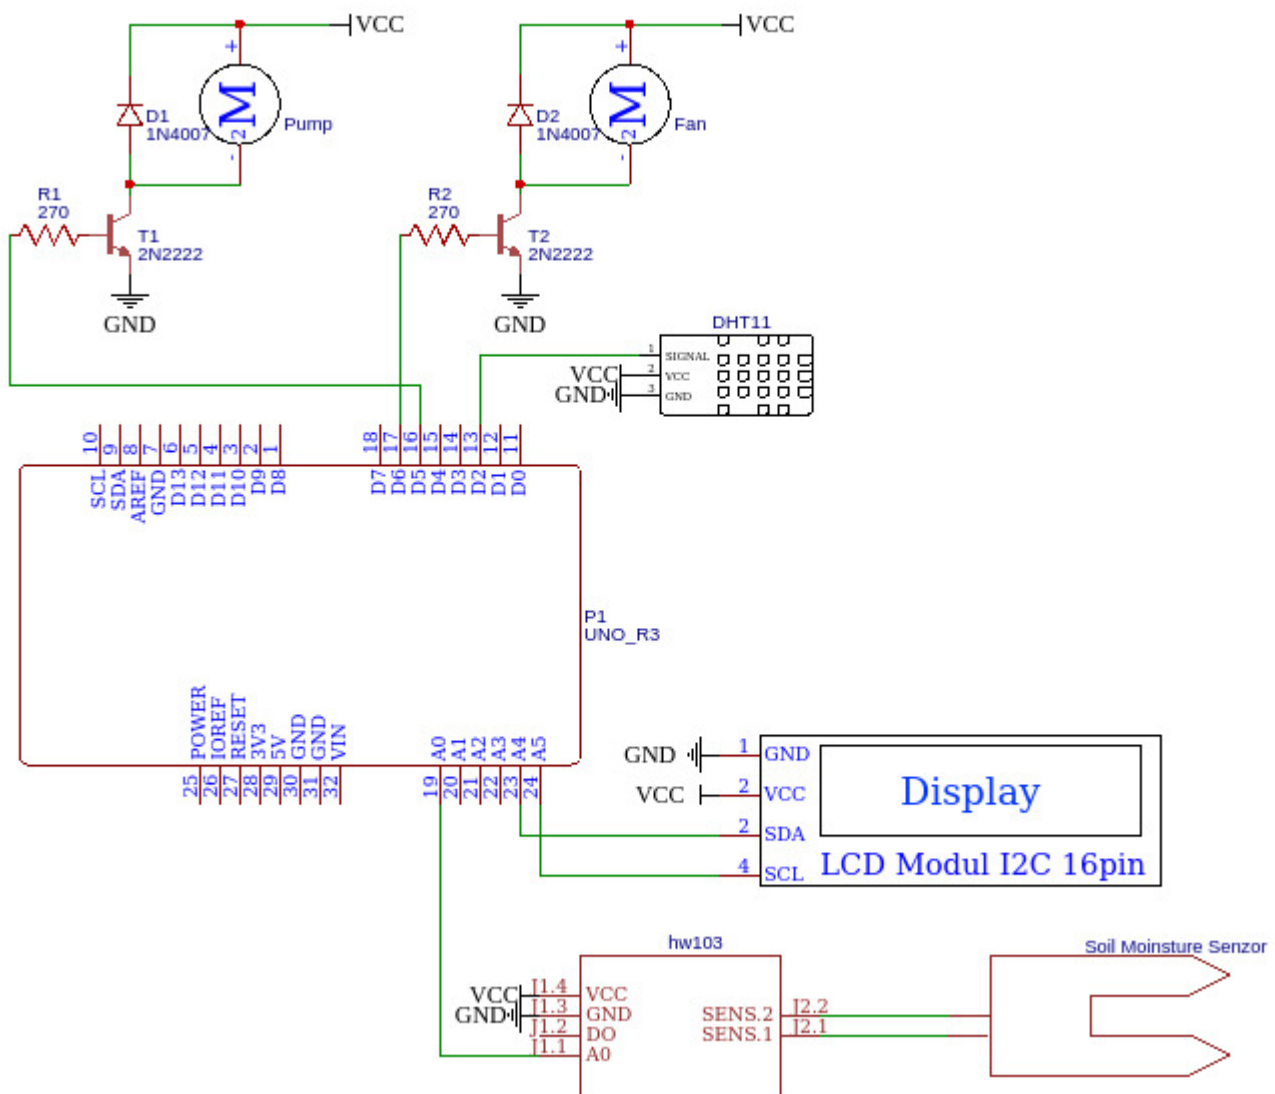 VCC
VCC
+
+
M
M
D1
1N4007
D2
1N4007
2
2
Pump
Fan
-
-
R1
270
R2
270
T1
2N2222
T2
2N2222
GND
GND
DHT11
1 SIGNAL
VCC 2 VCC
GND 3 GND
10 9 8 7 6 5 4 3 2 1
18 17 16 15 14 13 12 11
SCL SDA AREF GND D13 D12 D11 D10 D9 D8
D7 D6 D5 D4 D3 D2 D1 D0
P1
UNO_R3
POWER IOREF RESET 3V3 5V GND GND VIN
A0 A1 A2 A3 A4 A5
25 26 27 28 29 30 31 32
19 20 21 22 23 24
GND 1 GND
VCC 2 VCC
2 SDA
4 SCL
Display
LCD Modul I2C 16pin
hw103
Soil Moinsture Senzor
VCC J1.4 VCC
GND J1.3 GND
J1.2 DO
J1.1 A0
SENS.2 J2.2
SENS.1 J2.1